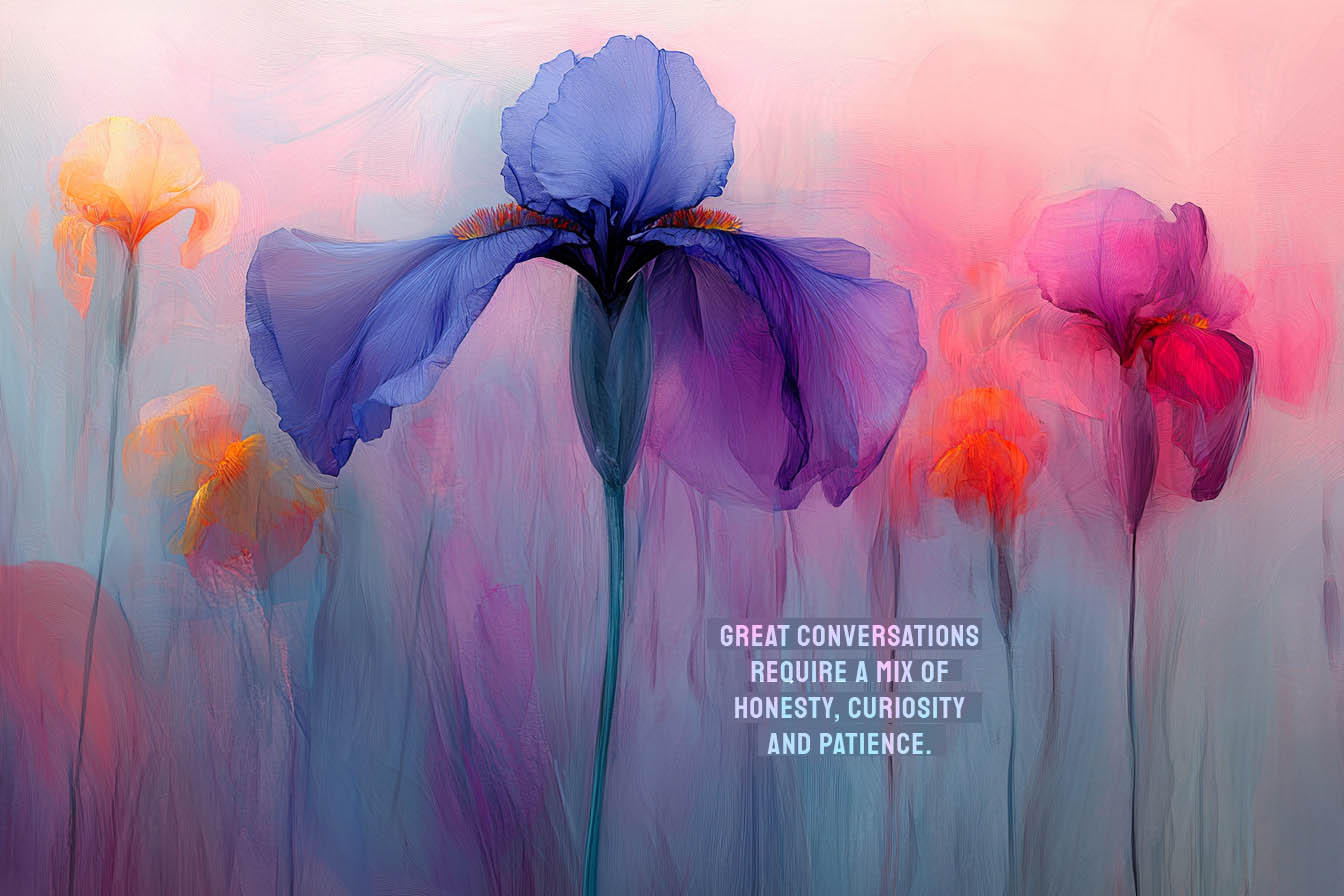 GREAT CONVERSATIONS
REQUIRE A MIX OF
HONESTY, CURIOSITY
AND PATIENCE.